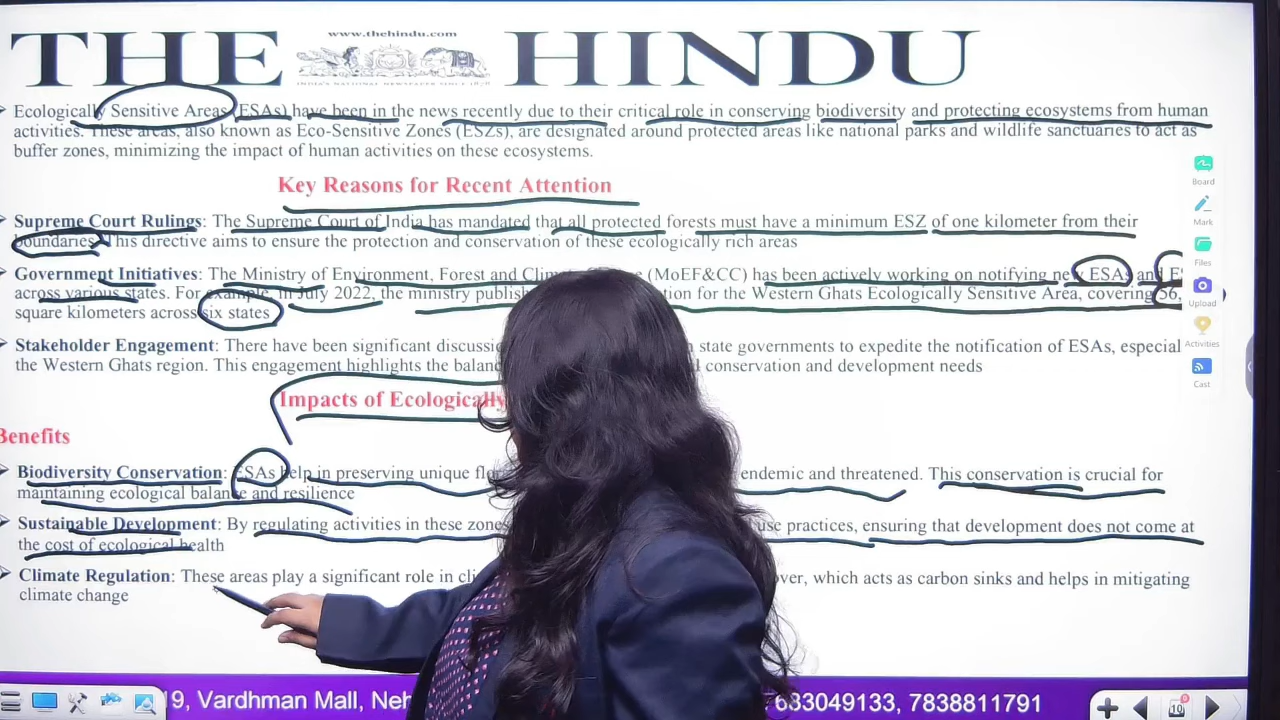 www.thehindu.com
THE HINDU
INDIA'S NATIONAL NEWSPAPER SINCE 1878
Ecologically Sensitive Areas (ESAs) have been in the news recently due to their critical role in conserving biodiversity and protecting ecosystems from human
activities. These areas, also known as Eco-Sensitive Zones (ESZs), are designated around protected areas like national parks and wildlife sanctuaries to act as
buffer zones, minimizing the impact of human activities on these ecosystems.
Key Reasons for Recent Attention
Supreme Court Rulings: The Supreme Court of India has mandated that all protected forests must have a minimum ESZ of one kilometer from their
boundaries. This directive aims to ensure the protection and conservation of these ecologically rich areas
Government Initiatives: The Ministry of Environment, Forest and (MoEF&CC) has been actively working on notifying new ESAs and
across various states. For example, in July 2022, the ministry for the Western Ghats Ecologically Sensitive Area, covering 56,
square kilometers across six states
Stakeholder Engagement: There have been significant state governments to expedite the notification of ESAs,
the Western Ghats region. This engagement highlights the conservation and development needs
Impacts of Ecologically
Benefits
Biodiversity Conservation: ESAs help in preserving unique endemic and threatened. This conservation is crucial for
maintaining ecological balance and resilience
Sustainable Development: By regulating activities in these use practices, ensuring that development does not come at
the cost of ecological health
Climate Regulation: These areas play a significant role in which acts as carbon sinks and helps in mitigating
climate change
Board
Mark
Files
Upload
Activities
Cast
19, Vardhman Mall, 683049133, 7838811791
19